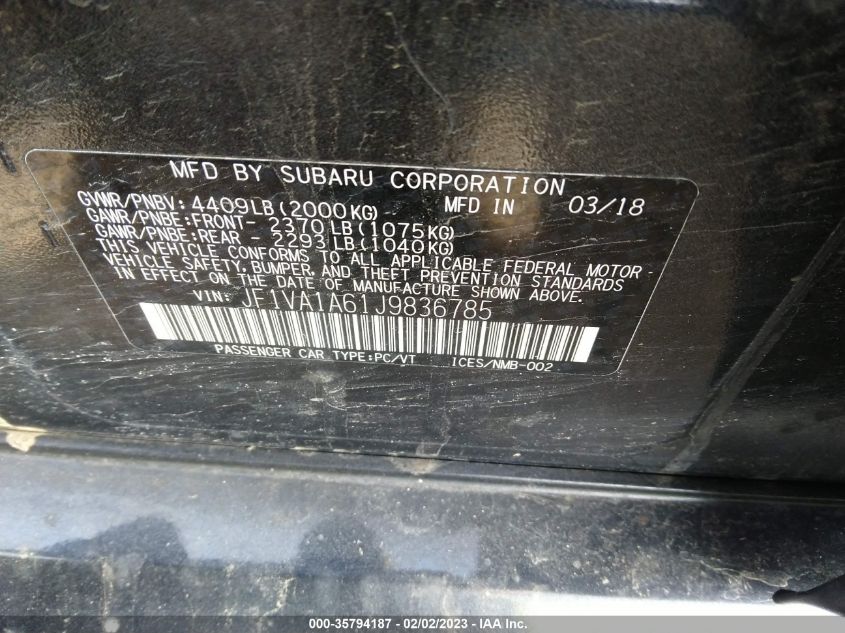 MFD BY SUBARU CORPORATION
GVWR/PNBV: 4409LB(2000KG) MFD IN 03/18
GAWR/PNBE:FRONT- 2370LB(1075KG)
GAWR/PNBE:REAR - 2293LB(1040KG)
THIS VEHICLE CONFORMS TO ALL APPLICABLE FEDERAL MOTOR
VEHICLE SAFETY, BUMPER, AND THEFT PREVENTION STANDARDS
IN EFFECT ON THE DATE OF MANUFACTURE SHOWN ABOVE.
VIN: JF1VA1A61J9836785
PASSENGER CAR TYPE:PC/VT ICES/NMB-002
000-35794187 - 02/02/2023 - © IAA Inc.